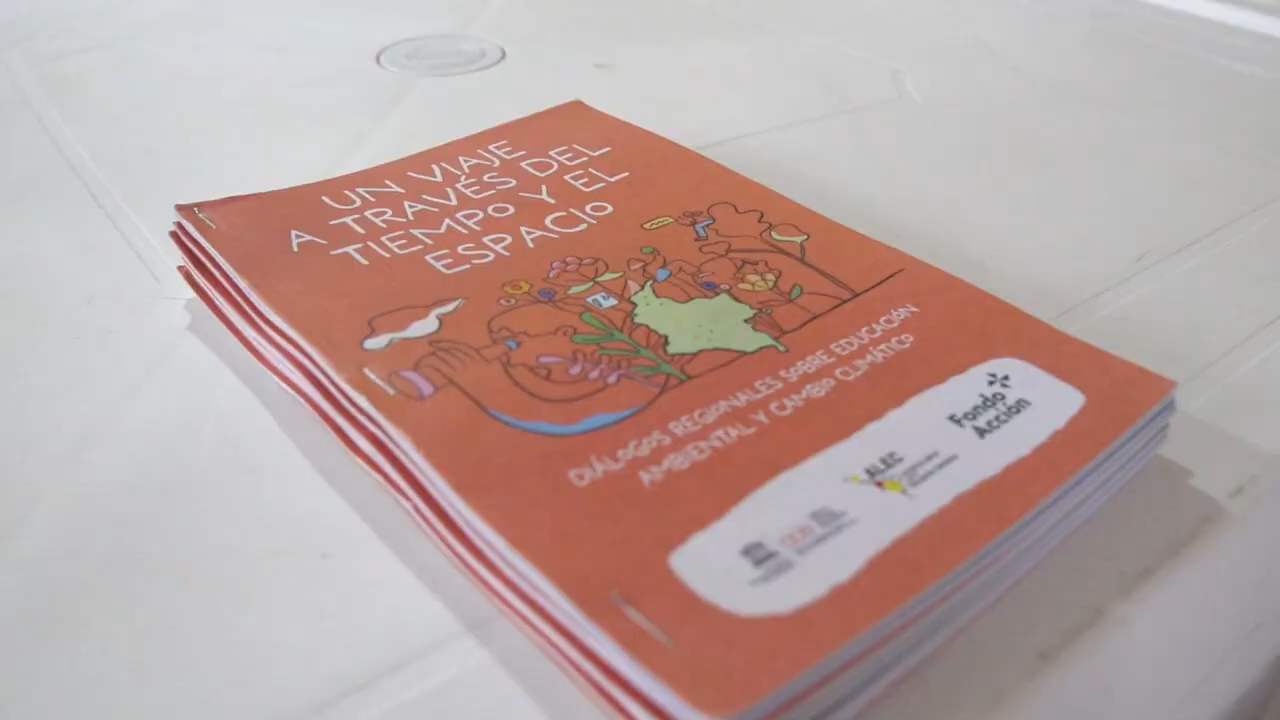 UN VIAJE
A TRAVÉS DEL
TIEMPO Y EL
ESPACIO
DIÁLOGOS REGIONALES SOBRE EDUCACIÓN
AMBIENTAL Y CAMBIO CLIMÁTICO
ALEC
Fondo
Acción